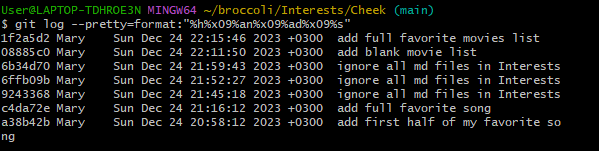 User@LAPTOP-TDHROE3N MINGW64 ~/broccoli/Interests/Cheek (main)
$ git log --pretty=format:"%h%x09%an%x09%ad%x09%s"
1f2a5d2 Mary    Sun Dec 24 22:15:46 2023 +0300  add full favorite movies list
08885c0 Mary    Sun Dec 24 22:11:50 2023 +0300  add blank movie list
6b34d70 Mary    Sun Dec 24 21:59:43 2023 +0300  ignore all md files in Interests
6ffb09b Mary    Sun Dec 24 21:52:27 2023 +0300  ignore all md files in Interests
9243368 Mary    Sun Dec 24 21:45:18 2023 +0300  ignore all md files in Interests
c4da72e Mary    Sun Dec 24 21:16:12 2023 +0300  add full favorite song
a38b42b Mary    Sun Dec 24 20:58:12 2023 +0300  add first half of my favorite so
ng